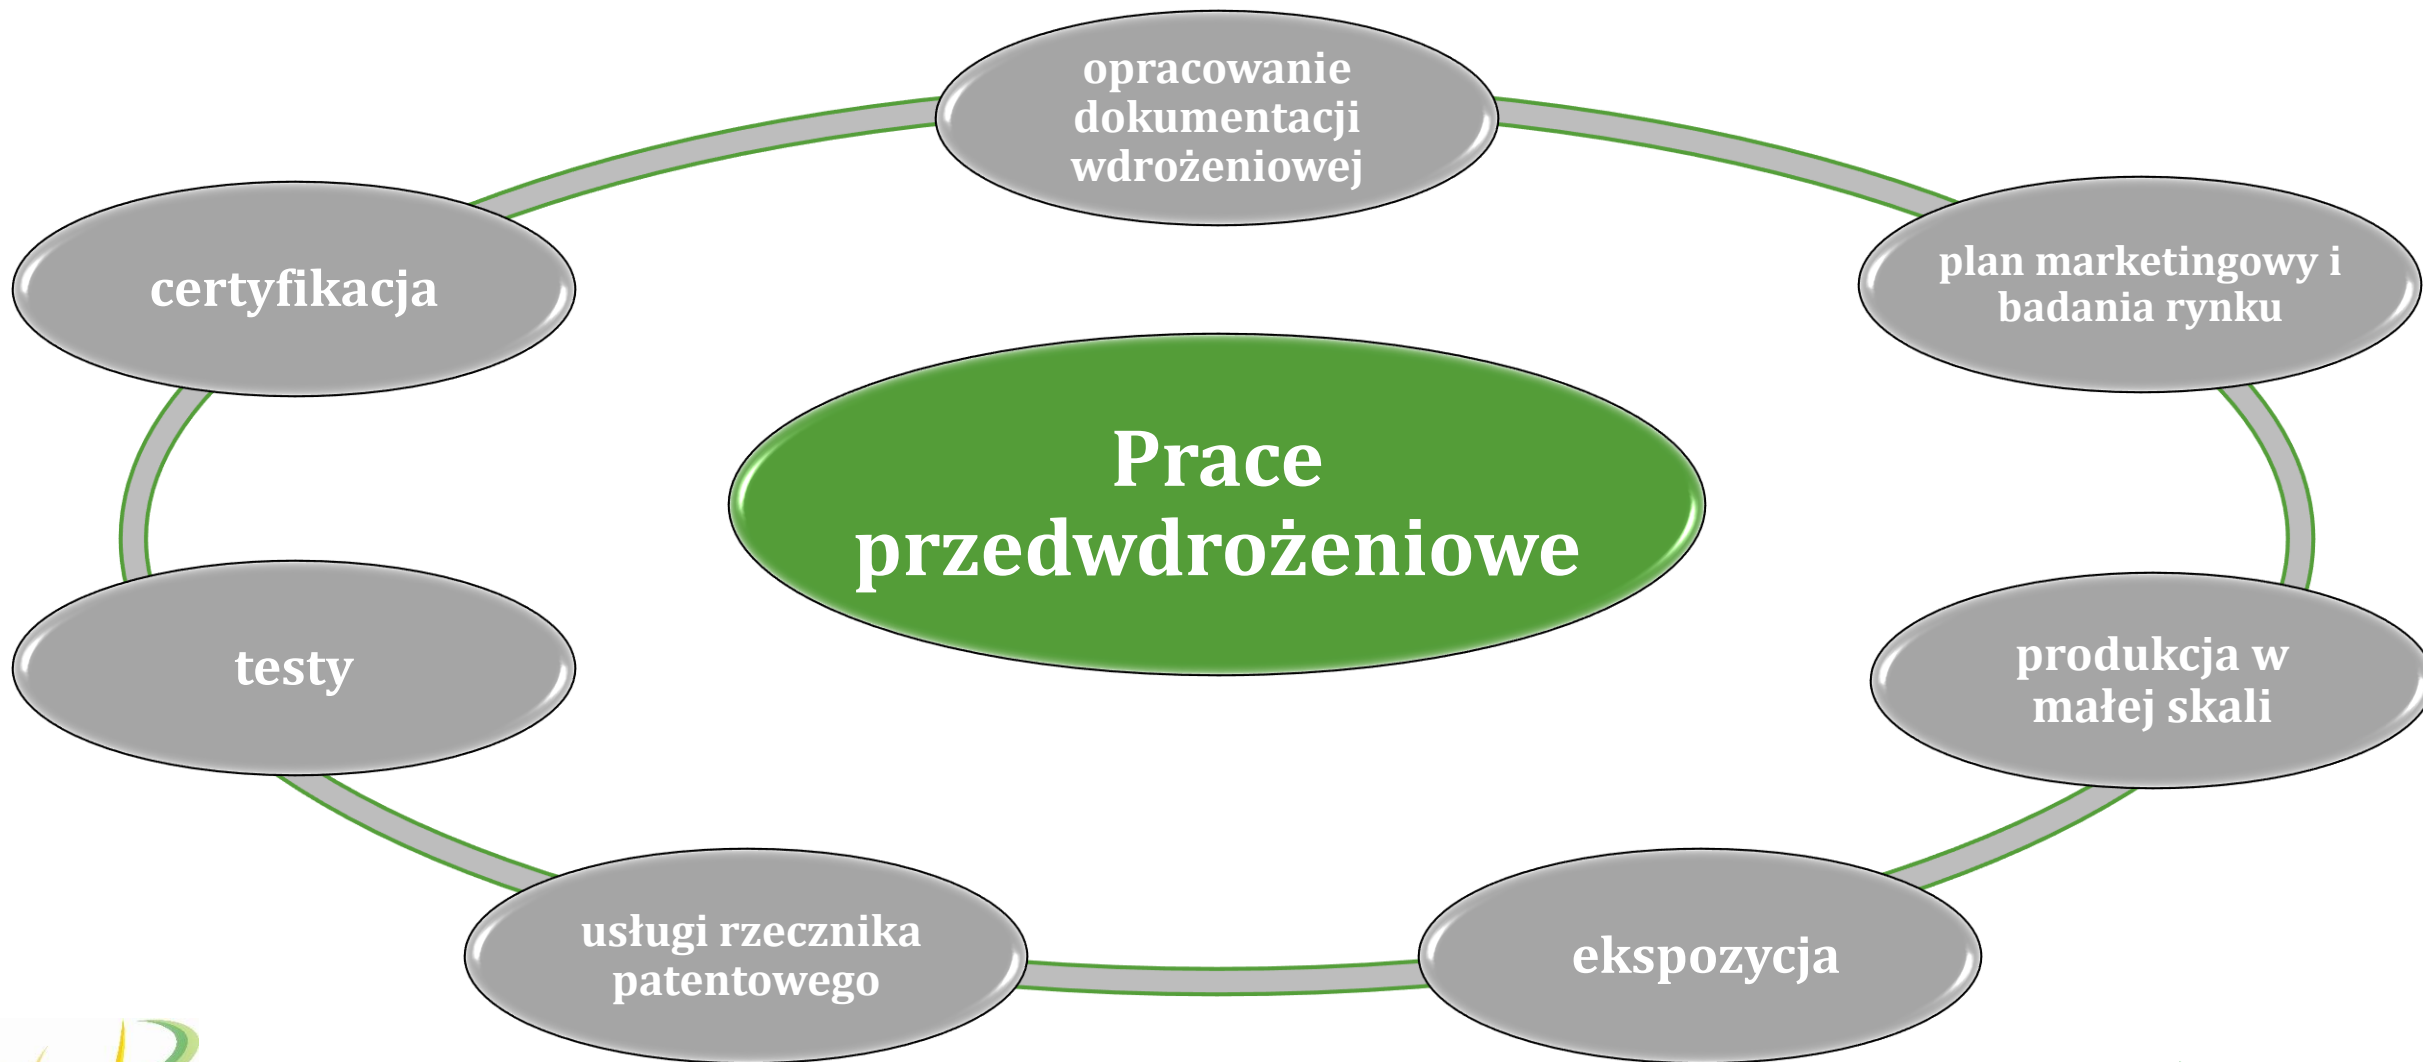 opracowanie
dokumentacji
wdrożeniowej
certyfikacja
plan marketingowy i
badania rynku
Prace
przedwdrożeniowe
testy
produkcja w
małej skali
usługi rzecznika
patentowego
ekspozycja